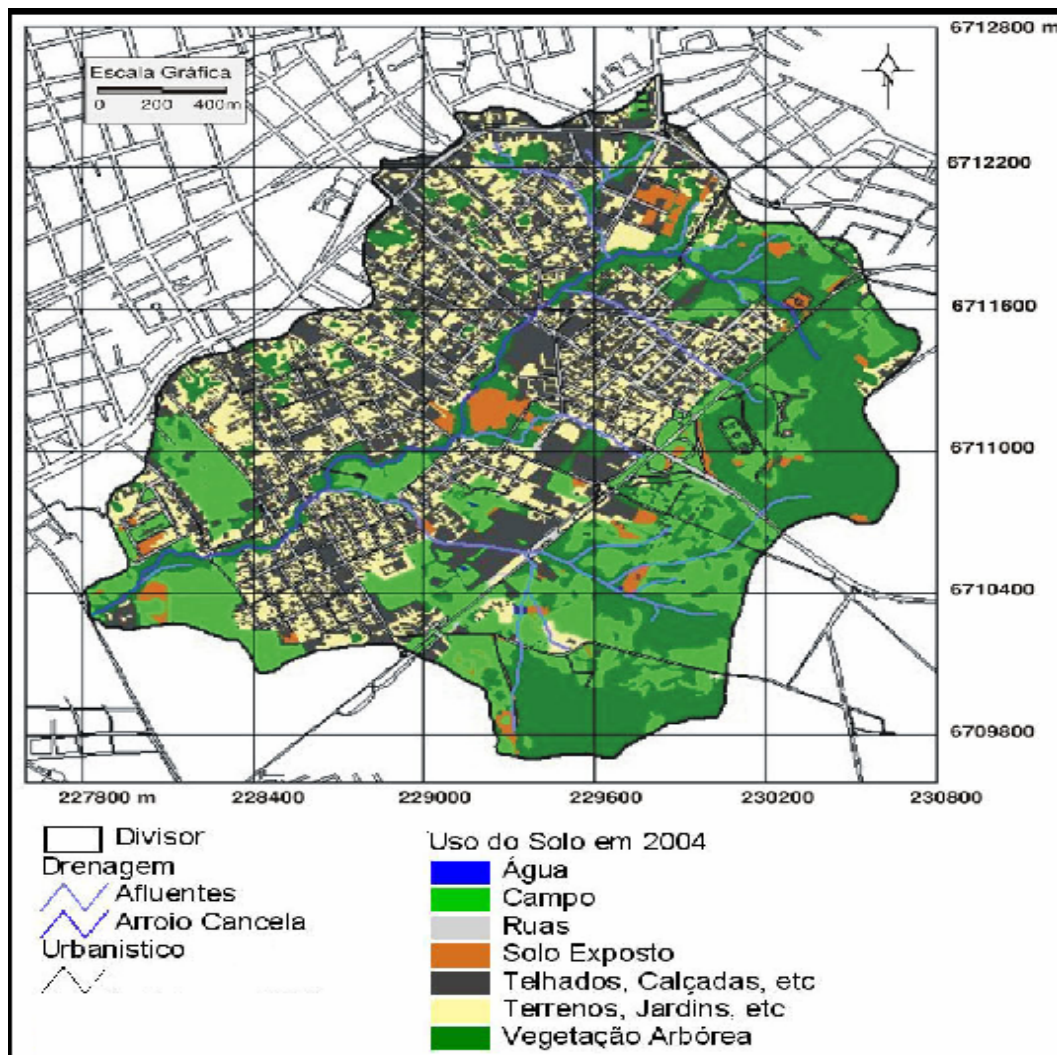 Escala Gráfica
0 200 400m
N
6712800 m
6712200
6711600
6711000
6710400
6709800
227800 m 228400 229000 229600 230200 230800
Divisor
Drenagem
Afluentes
Arroio Cancela
Urbanistico
Uso do Solo em 2004
Água
Campo
Ruas
Solo Exposto
Telhados, Calçadas, etc
Terrenos, Jardins, etc
Vegetação Arbórea